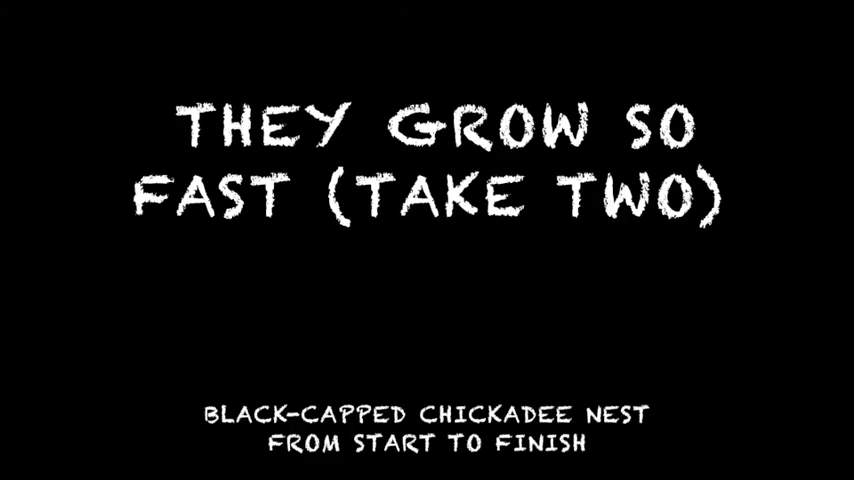 THEY GROW SO
FAST (TAKE TWO)
BLACK-CAPPED CHICKADEE NEST
FROM START TO FINISH